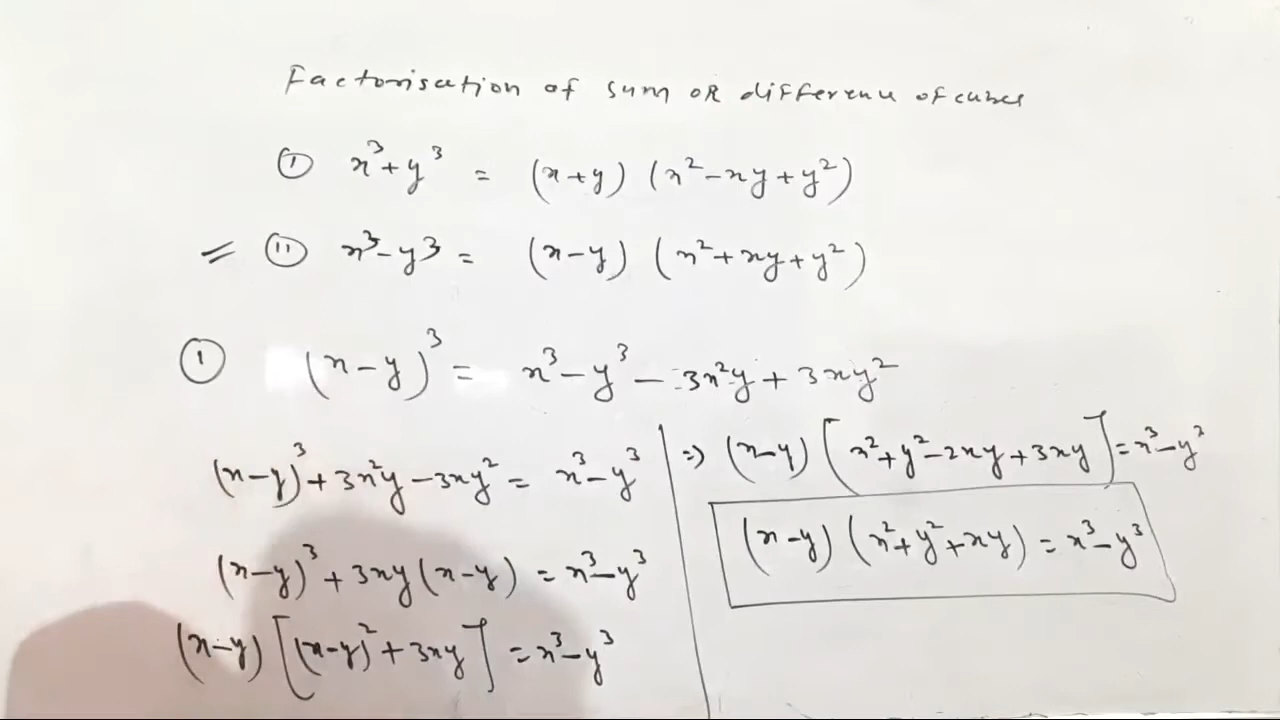 Factorisation of sum OR difference of cubes
① x³+y³ = (x+y) (x²-xy+y²)
⑪ x³-y³ = (x-y) (x²+xy+y²)
① (x-y)³ = x³-y³-3x²y+3xy²
(x-y)³+3x²y-3xy² = x³-y³
(x-y)³+3xy(x-y) = x³-y³
(x-y)[(x-y)²+3xy] = x³-y³
=> (x-y)[x²+y²-2xy+3xy] = x³-y³
(x-y)(x²+y²+xy) = x³-y³